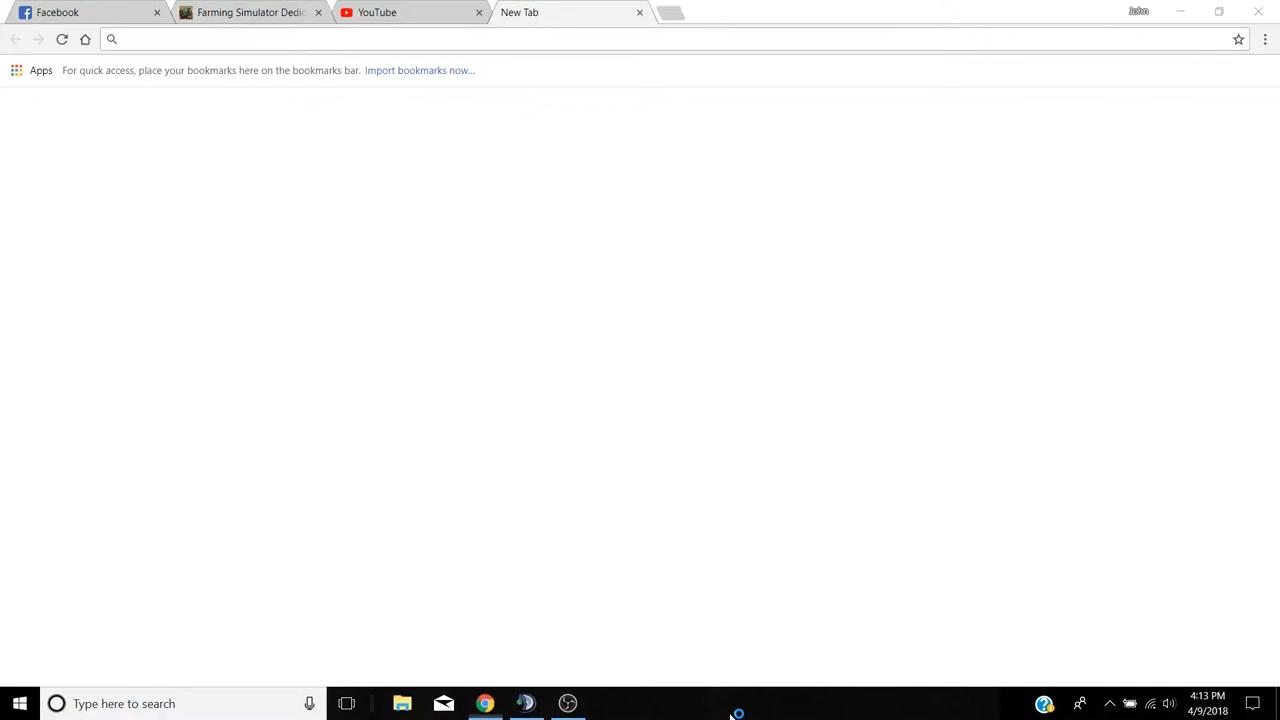 Facebook
Farming Simulator Dedic
YouTube
New Tab
John
Apps
For quick access, place your bookmarks here on the bookmarks bar. Import bookmarks now...
Type here to search
4:13 PM
4/9/2018